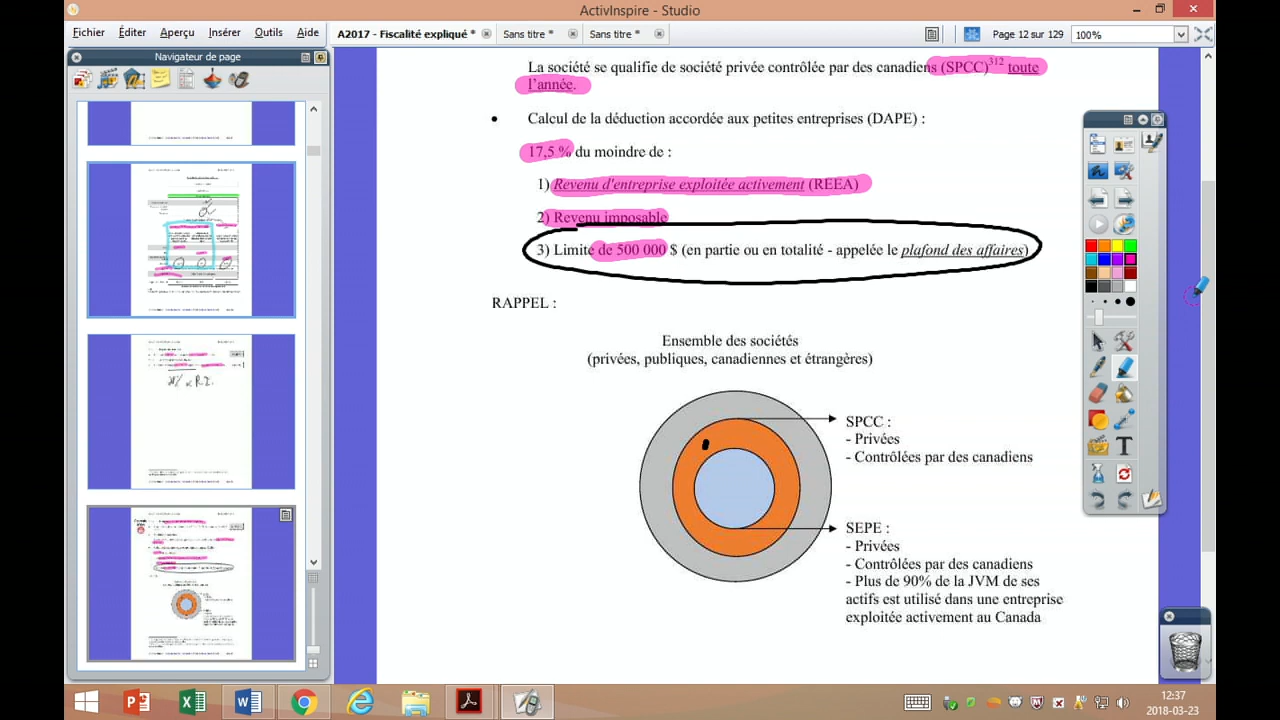 ActivInspire - Studio
Fichier Éditer Aperçu Insérer Outils Aide
A2017 - Fiscalité expliqué * Sans titre * Sans titre * Page 12 sur 129 100%
Navigateur de page
La société se qualifie de société privée contrôlée par des canadiens (SPCC)312 toute
l'année.
• Calcul de la déduction accordée aux petites entreprises (DAPE) :
17,5 % du moindre de :
1) Revenu d'entreprise exploitée activement (REEA)
2) Revenu imposable
3) Limite de 500 000 $ (en partie ou en totalité - appelé le plafond des affaires)
RAPPEL :
Ensemble des sociétés
(privées, publiques, canadiennes et étrangères
SPCC :
- Privées
- Contrôlées par des canadiens
SEPE :
- Privées
- Contrôlées par des canadiens
- Plus de 90% de la JVM de ses
actifs est utilisé dans une entreprise
exploitée activement au Canada
12:37
2018-03-23